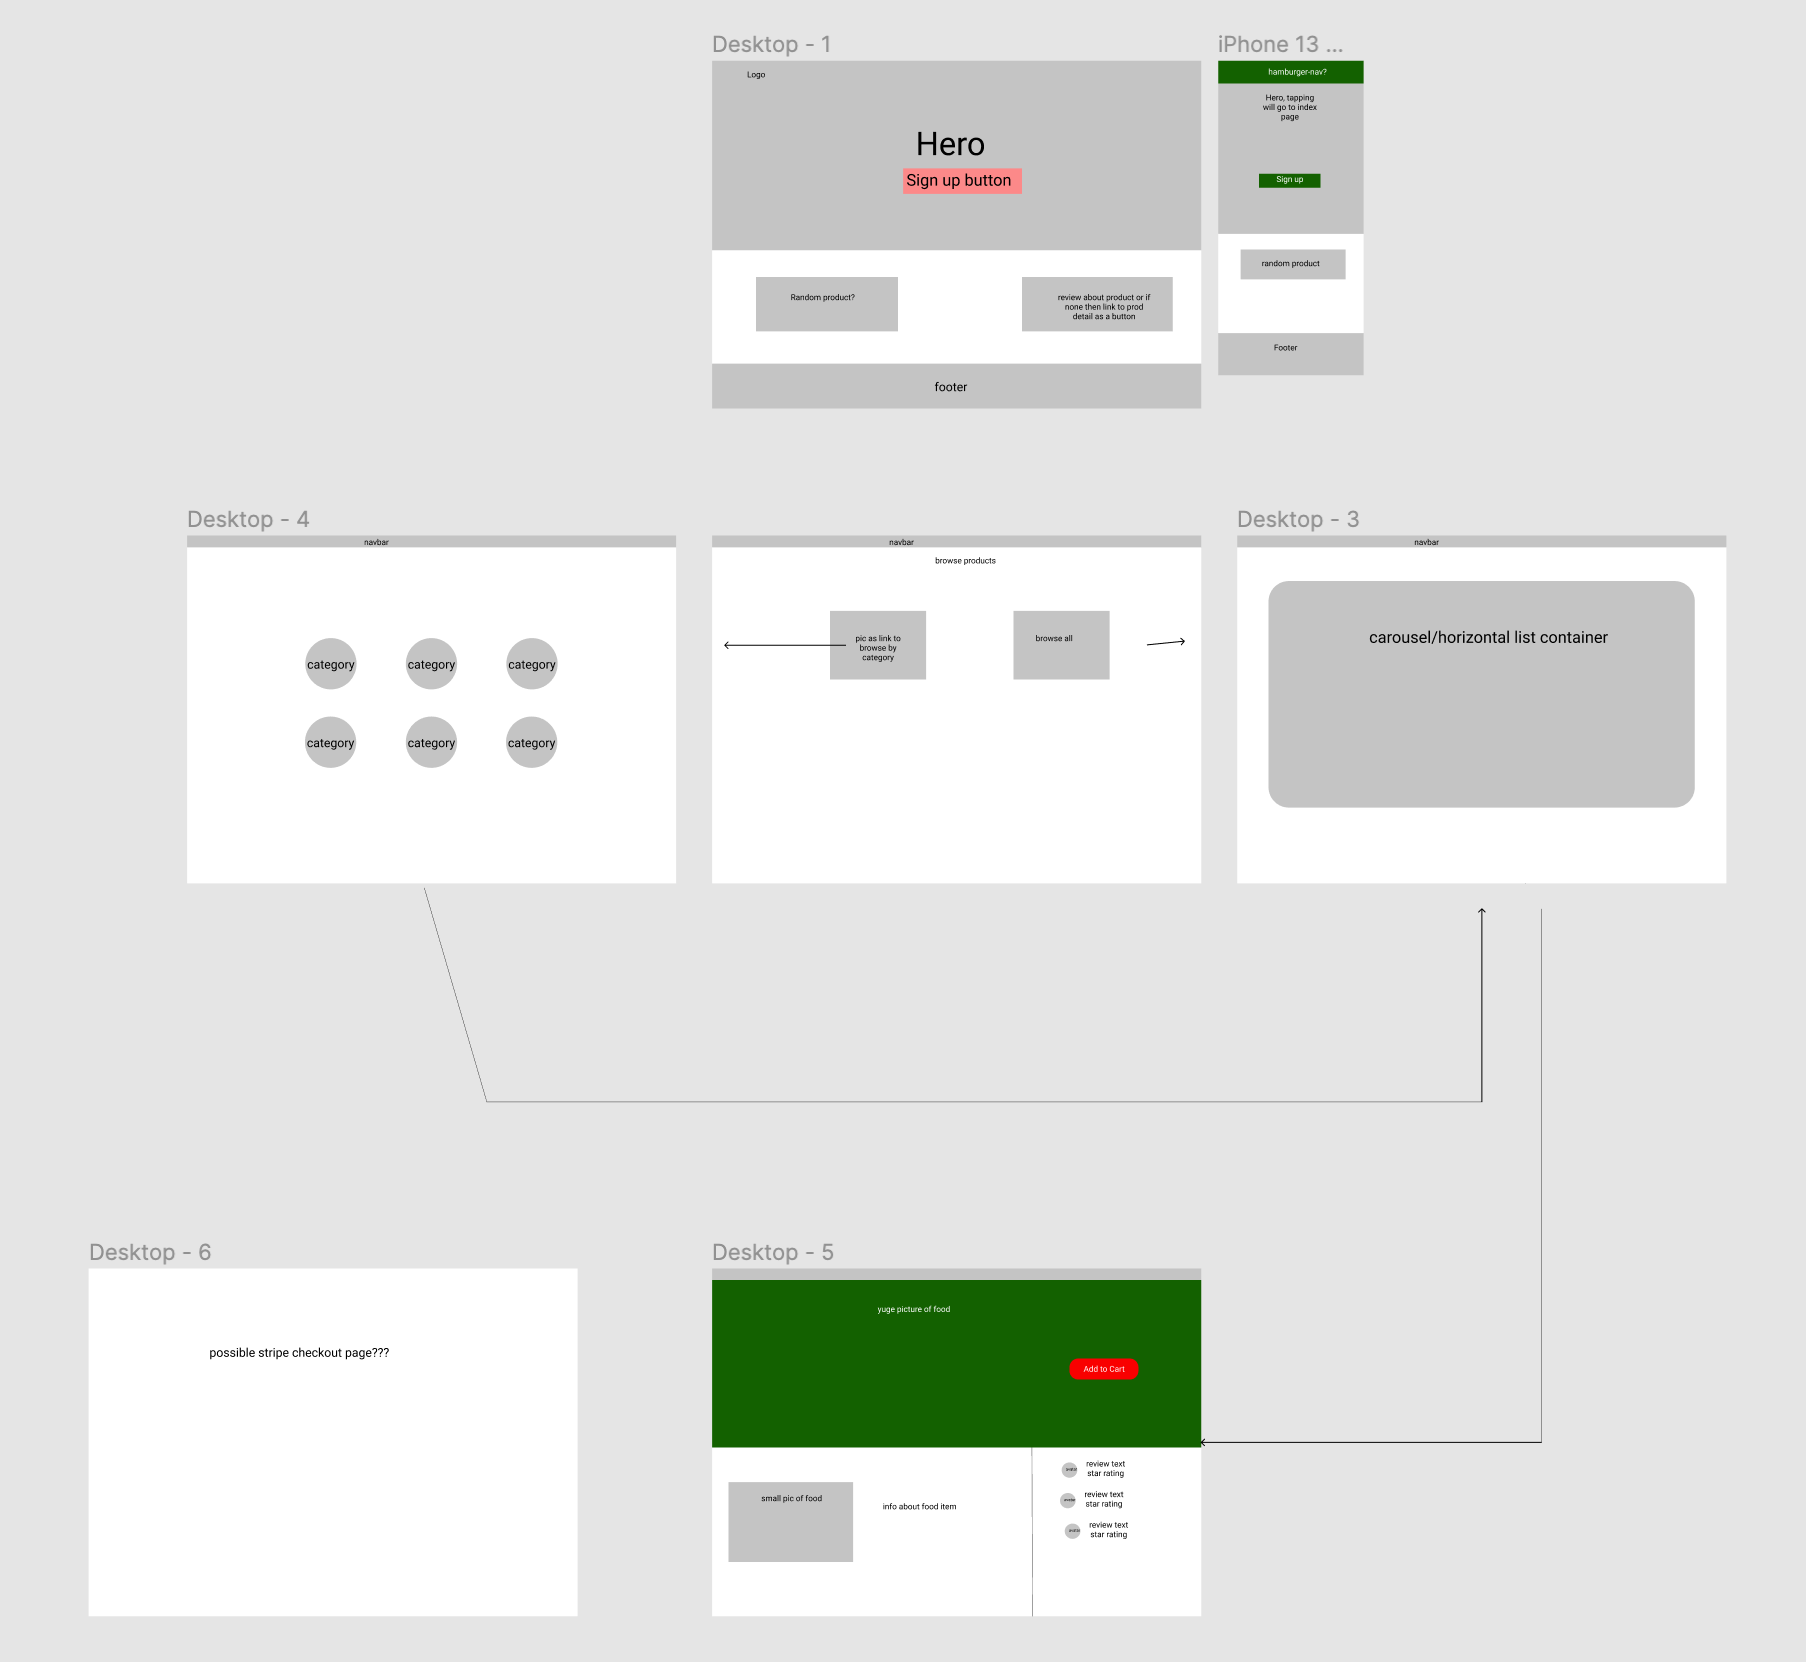 Desktop - 1
Logo
Hero
Sign up button
Random product?
review about product or if
none then link to prod
detail as a button
footer
iPhone 13 ...
hamburger-nav?
Hero, tapping
will go to index
page
Sign up
random product
Footer
Desktop - 4
navbar
category
category
category
category
category
category
navbar
browse products
pic as link to
browse by
category
browse all
Desktop - 3
navbar
carousel/horizontal list container
Desktop - 6
possible stripe checkout page???
Desktop - 5
yuge picture of food
Add to Cart
small pic of food
info about food item
avatar
review text
star rating
avatar
review text
star rating
avatar
review text
star rating